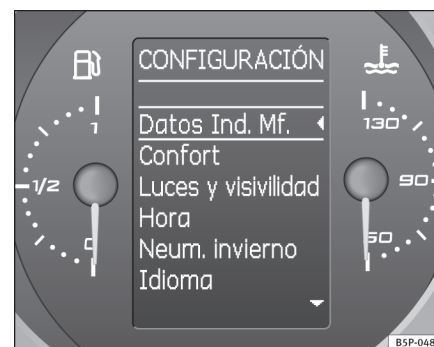 CONFIGURACIÓN
Datos Ind. Mf.
Confort
Luces y visivilidad
Hora
Neum. invierno
Idioma
1
1/2
0
130
90
50
B5P-048